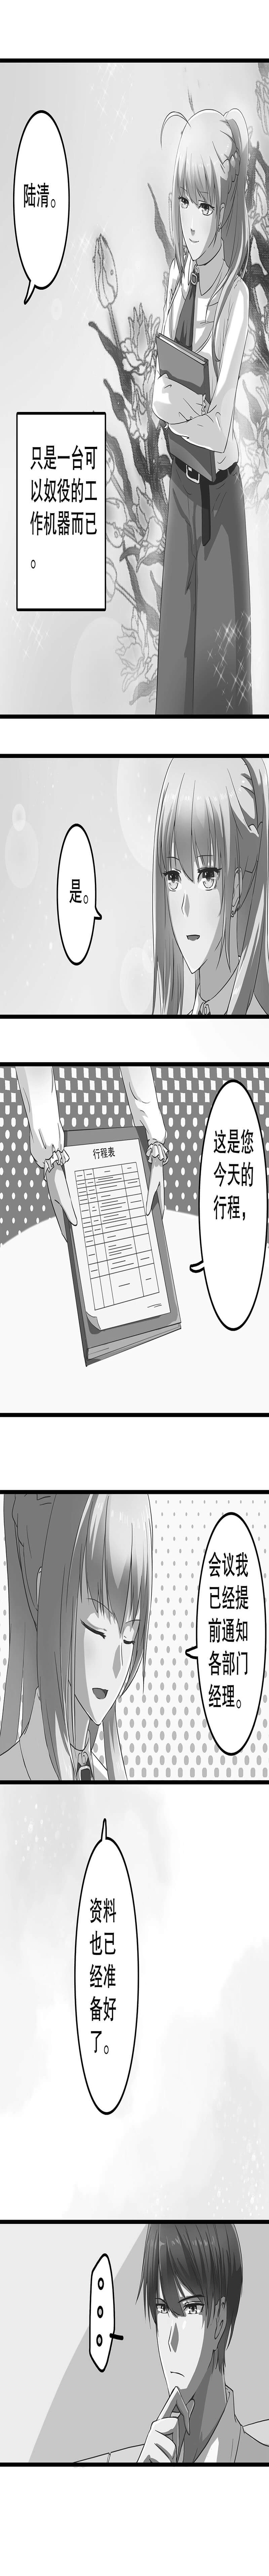 陆清。
只是一台可
以奴役的工
作机器而已
。
是。
行程表
这是您
今天的
行程，
会议我
已经提
前通知
各部门
经理。
资料
也已
经准
备好
了。
。。。